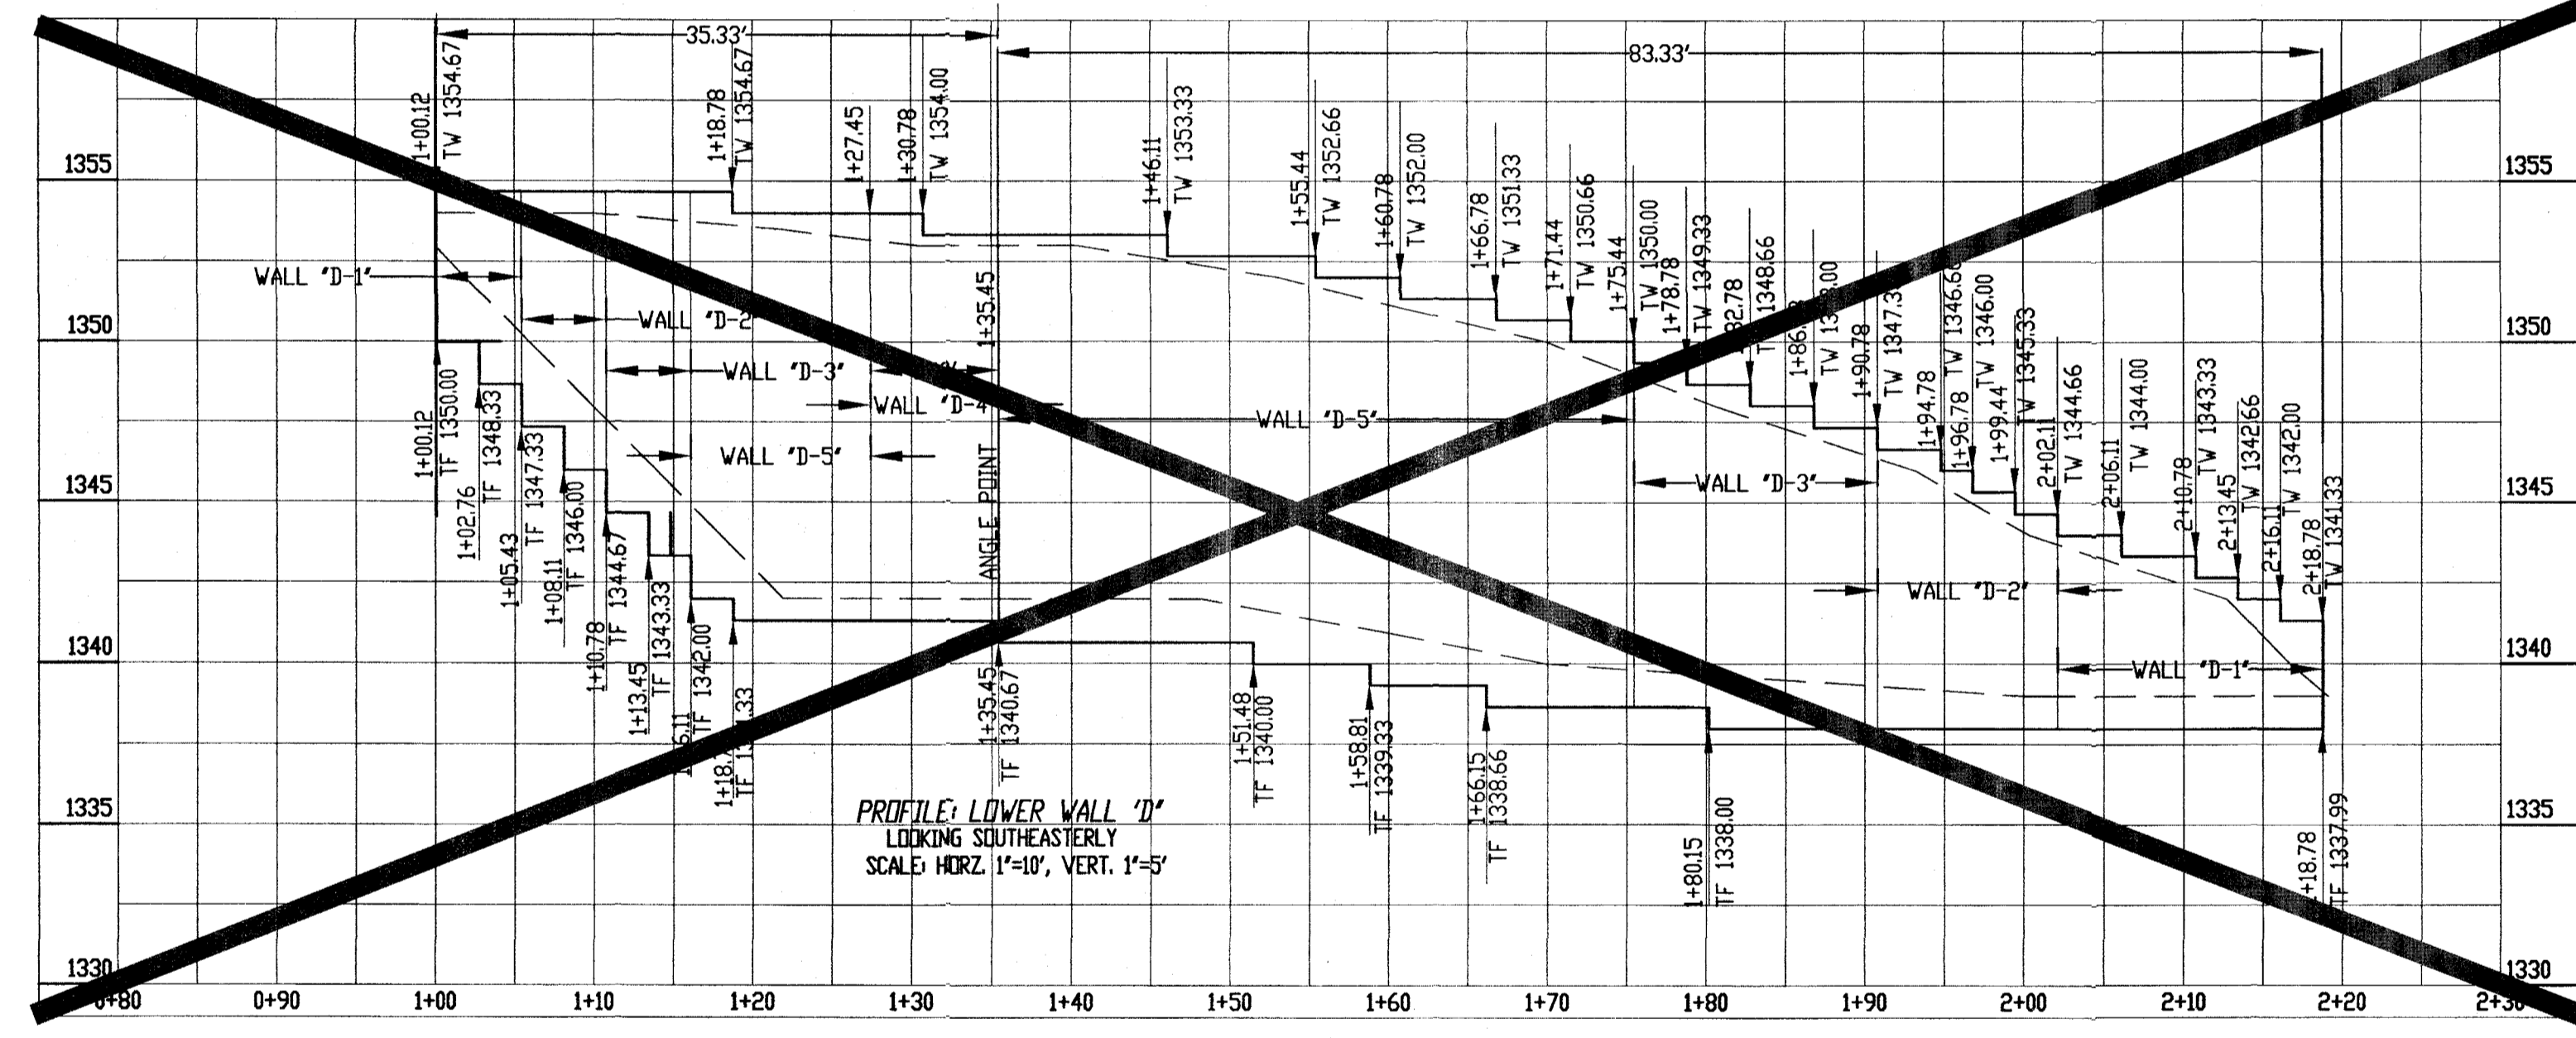 35.33'
83.33'
1+00.12
TW 1354.67
1+18.78
TW 1354.67
1+27.45
1+30.78
TW 1354.00
1+46.11
TW 1353.33
1+55.44
TW 1352.66
1+60.78
TW 1352.00
1+66.78
TW 1351.33
1+71.44
TW 1350.66
1+75.44
TW 1350.00
1+78.78
TW 1349.33
1348.66
1+90.78
1+94.78
1+96.78
TW 1346.00
1+99.44
TW 1345.33
2+02.11
TW 1344.66
2+06.11
TW 1344.00
2+10.78
TW 1343.33
2+13.45
TW 1342.66
2+16.11
TW 1342.00
2+18.78
TW 1341.33
1355
1355
1350
1350
1345
1345
1340
1340
1335
1335
1330
1330
WALL "D-1"
WALL "D-2
WALL "D-3"
WALL "D-4
WALL "D-5"
WALL "D-5"
WALL "D-3"
WALL "D-2"
WALL "D-1"
1+35.45
ANGLE POINT
1+00.12
TF 1350.00
1+02.76
TF 1348.33
1+05.43
TF 1347.33
1+08.11
TF 1346.00
1+10.78
TF 1344.67
1+13.45
TF 1343.33
TF 1342.00
1+35.45
TF 1340.67
1+51.48
TF 1340.00
1+58.81
TF 1339.33
1+66.15
TF 1338.66
1+80.15
TF 1338.00
+18.78
TF 1337.99
PROFILE: LOWER WALL 'D"
LOOKING SOUTHEASTERLY
SCALE: HORZ. 1"=10', VERT. 1"=5'
0+80 0+90 1+00 1+10 1+20 1+30 1+40 1+50 1+60 1+70 1+80 1+90 2+00 2+10 2+20 2+30